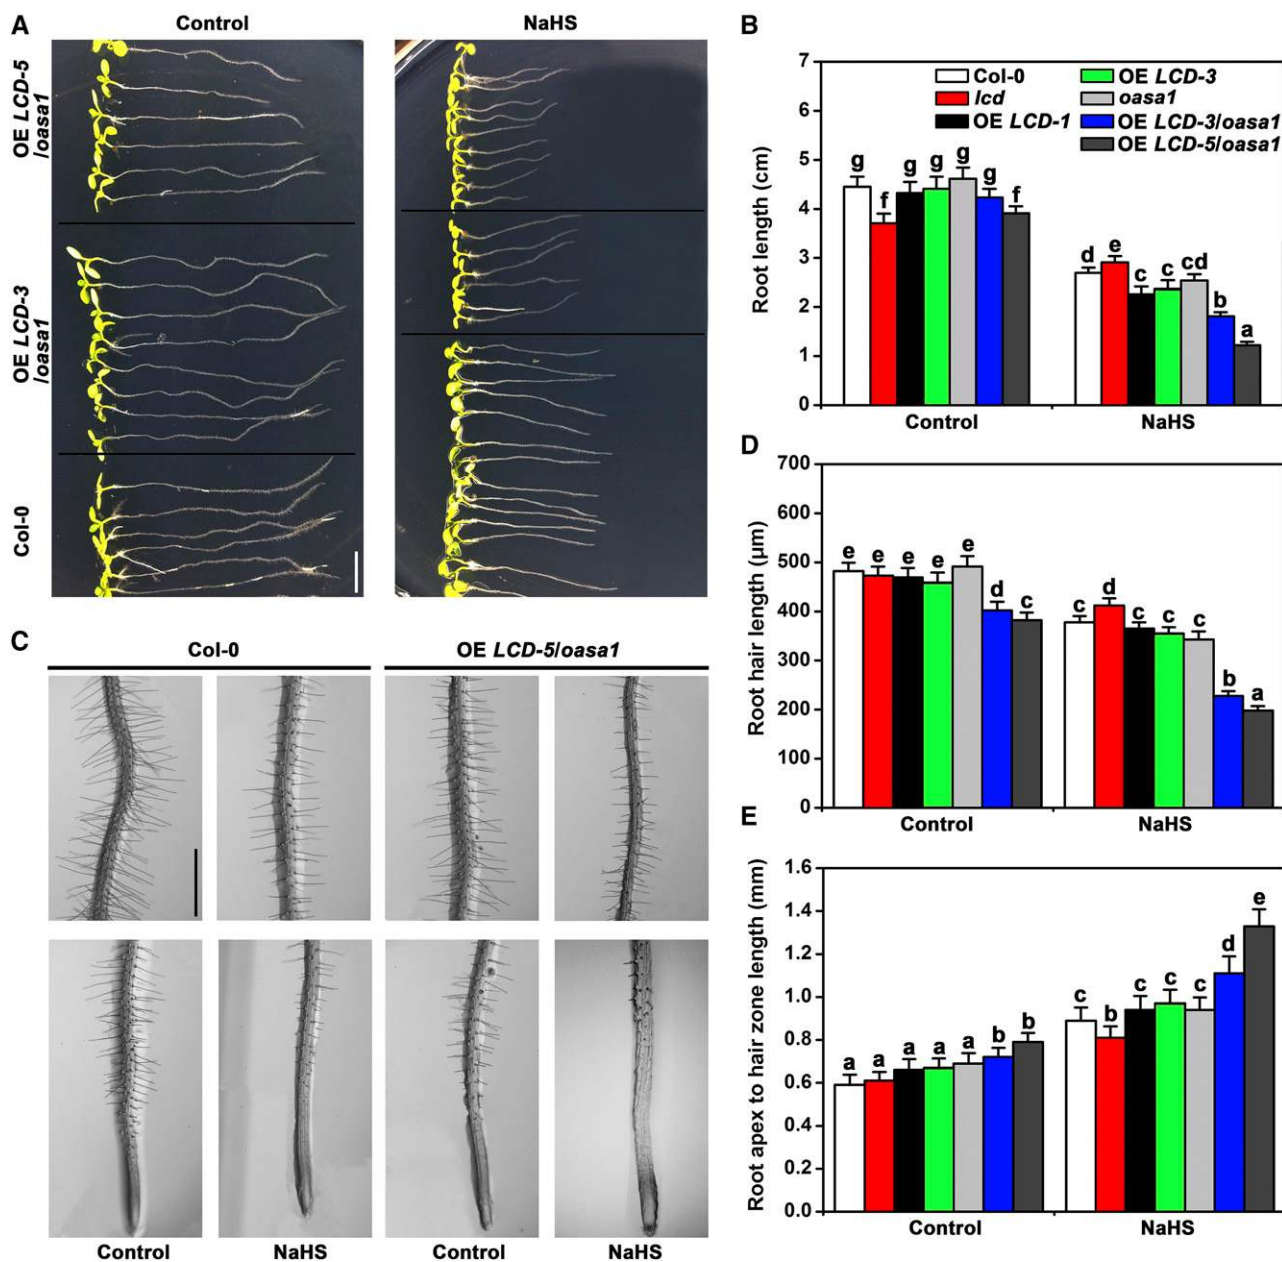 A
Control
NaHS
OE LCD-5
/oasa1
OE LCD-3
/oasa1
Col-0
B
Root length (cm)
7
6
5
4
3
2
1
0
Col-0
lcd
OE LCD-1
OE LCD-3
oasa1
OE LCD-3/oasa1
OE LCD-5/oasa1
g f g g g g f
d e c c cd b a
Control
NaHS
C
Col-0
OE LCD-5/oasa1
Control
NaHS
Control
NaHS
D
Root hair length (µm)
700
600
500
400
300
200
100
0
e e e e e d c
c d c c c b a
Control
NaHS
E
Root apex to hair zone length (mm)
1.6
1.4
1.2
1.0
0.8
0.6
0.4
0.2
0.0
a a a a a b b
c b c c c d e
Control
NaHS